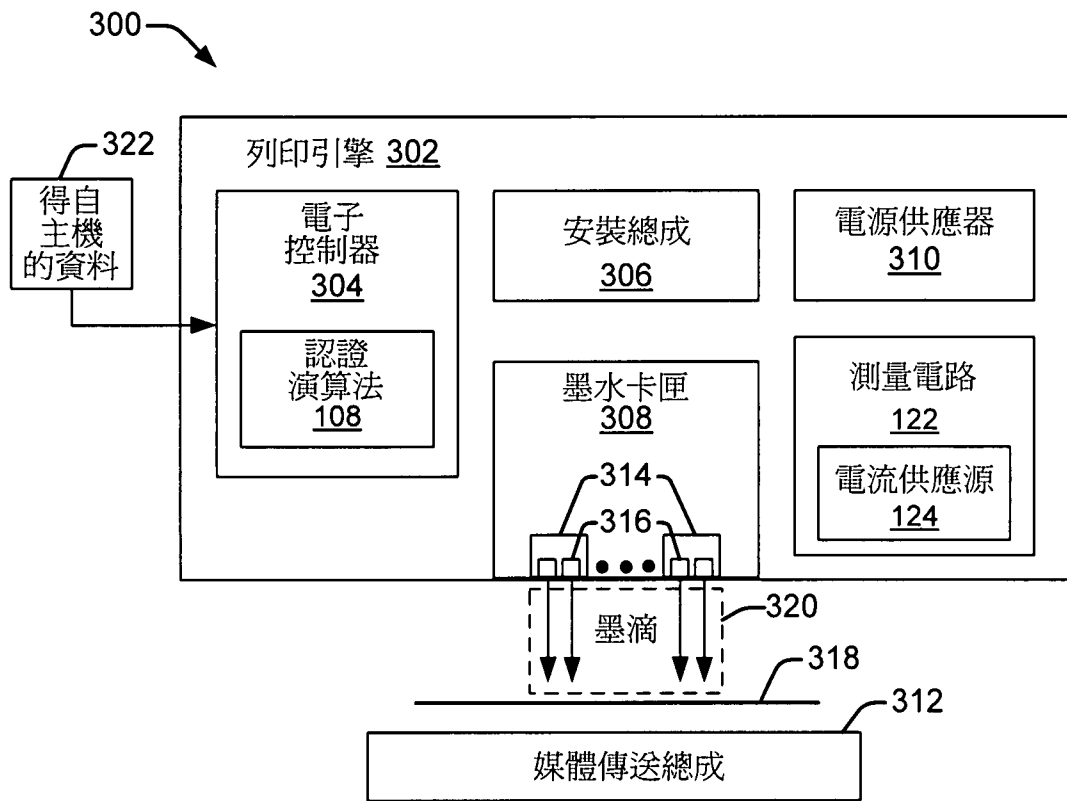 300
322
得自
主機
的資料
列印引擎 302
電子
控制器
304
認證
演算法
108
安裝總成
306
電源供應器
310
墨水卡匣
308
314
316
測量電路
122
電流供應源
124
墨滴
320
318
312
媒體傳送總成